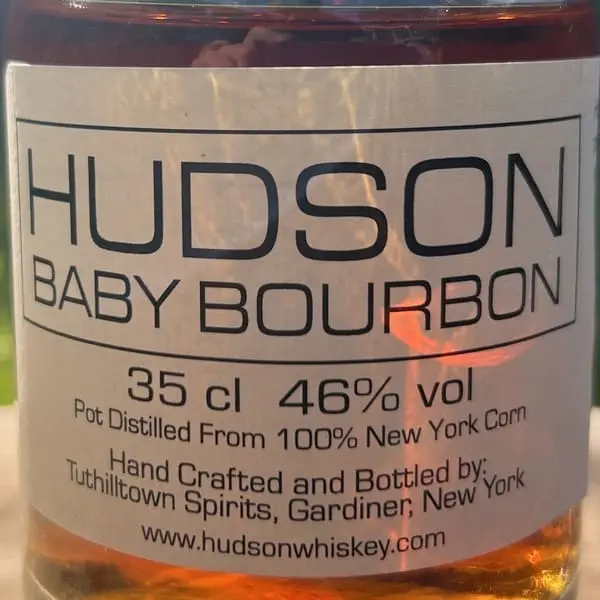 HUDSON
BABY BOURBON
35 cl 46% vol
Pot Distilled From 100% New York Corn
Hand Crafted and Bottled by:
Tuthilltown Spirits, Gardiner, New York
www.hudsonwhiskey.com